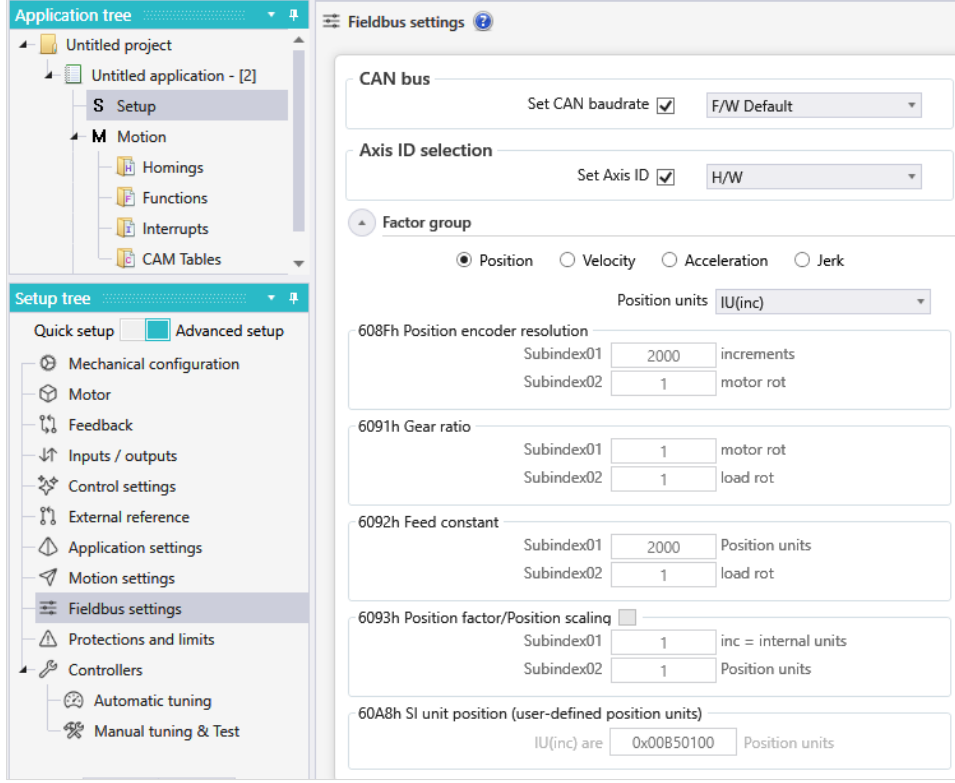 Application tree
Untitled project
Untitled application - [2]
S Setup
M Motion
H Homings
F Functions
I Interrupts
C CAM Tables
Setup tree
Quick setup Advanced setup
Mechanical configuration
Motor
Feedback
Inputs / outputs
Control settings
External reference
Application settings
Motion settings
Fieldbus settings
Protections and limits
Controllers
Automatic tuning
Manual tuning & Test
Fieldbus settings ?
CAN bus
Set CAN baudrate F/W Default
Axis ID selection
Set Axis ID H/W
Factor group
Position Velocity Acceleration Jerk
Position units IU(inc)
608Fh Position encoder resolution
Subindex01 2000 increments
Subindex02 1 motor rot
6091h Gear ratio
Subindex01 1 motor rot
Subindex02 1 load rot
6092h Feed constant
Subindex01 2000 Position units
Subindex02 1 load rot
6093h Position factor/Position scaling
Subindex01 1 inc = internal units
Subindex02 1 Position units
60A8h SI unit position (user-defined position units)
IU(inc) are 0x00B50100 Position units